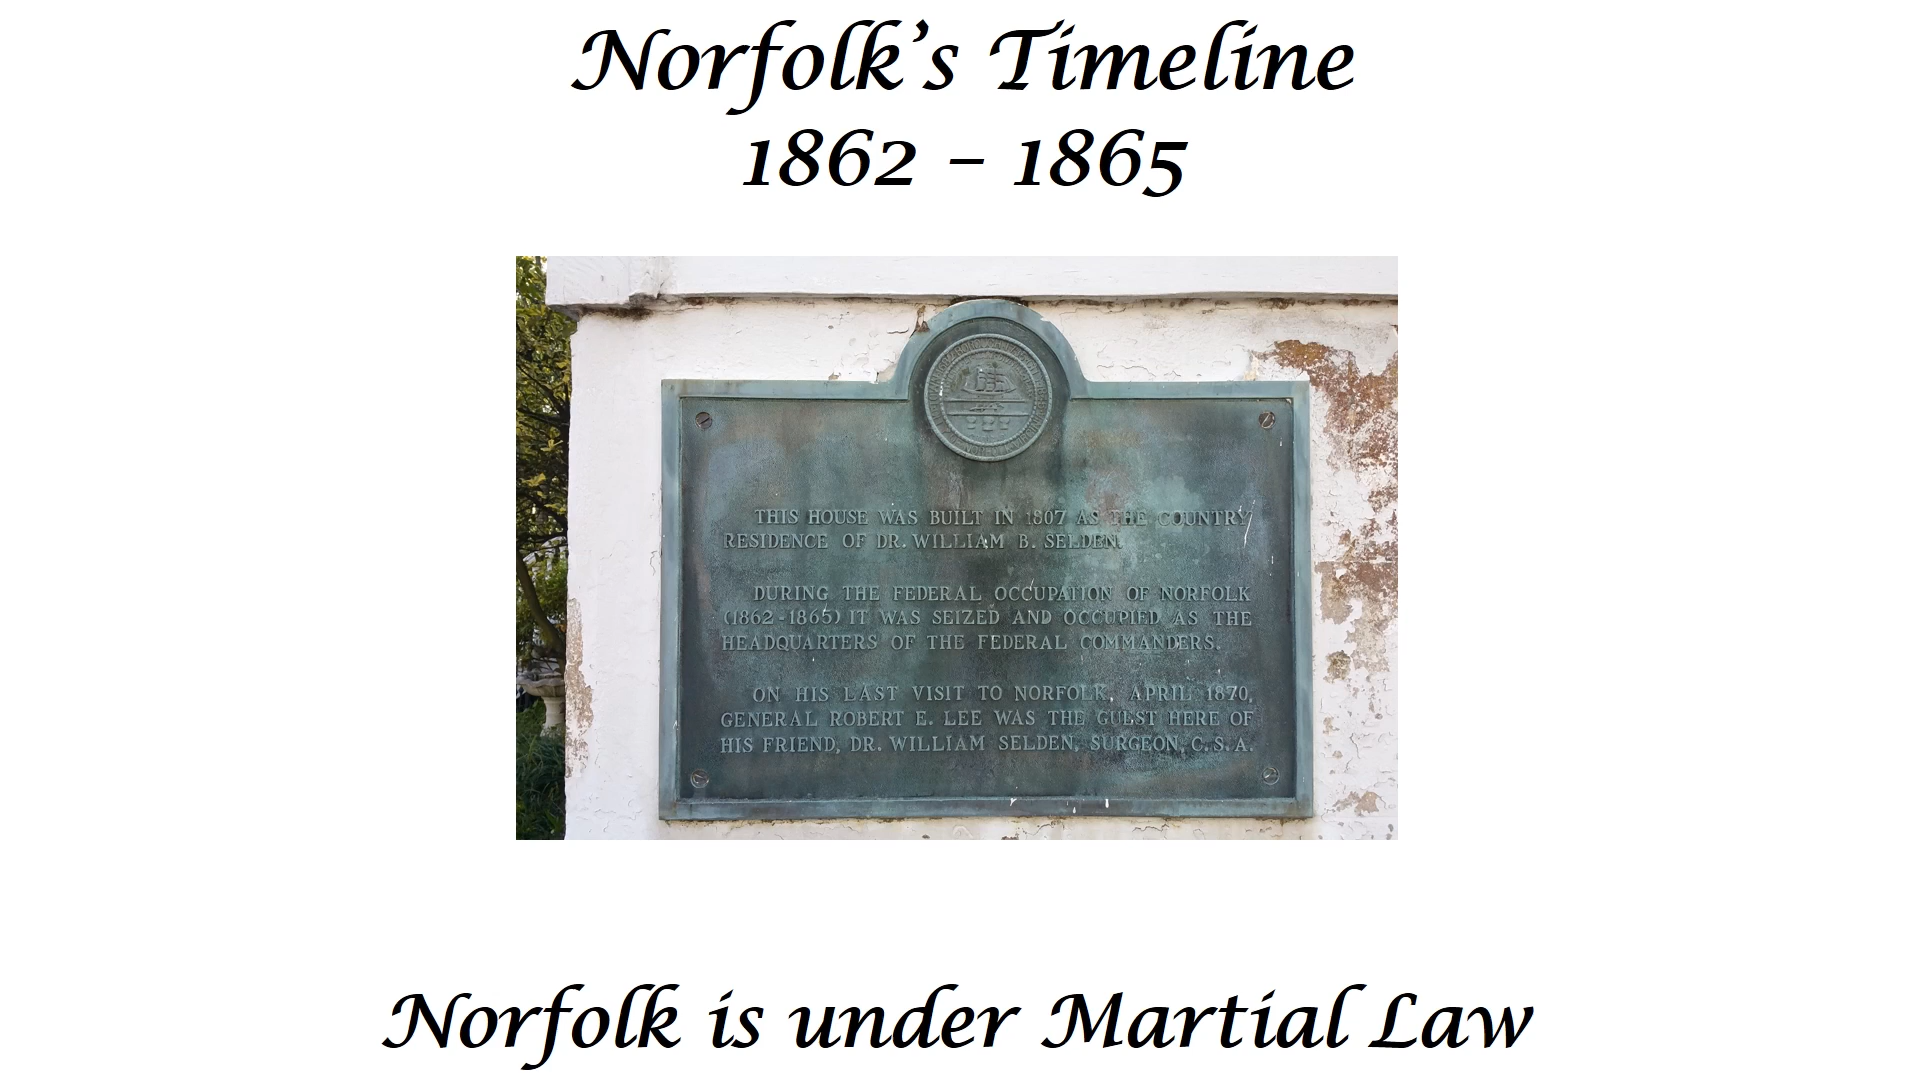 Norfolk's Timeline
1862 – 1865
THIS HOUSE WAS BUILT IN 1807 AS THE COUNTRY
RESIDENCE OF DR. WILLIAM B. SELDEN.
DURING THE FEDERAL OCCUPATION OF NORFOLK
(1862-1865) IT WAS SEIZED AND OCCUPIED AS THE
HEADQUARTERS OF THE FEDERAL COMMANDERS.
ON HIS LAST VISIT TO NORFOLK, APRIL 1870,
GENERAL ROBERT E. LEE WAS THE GUEST HERE OF
HIS FRIEND, DR. WILLIAM SELDEN, SURGEON, C.S.A.
Norfolk is under Martial Law